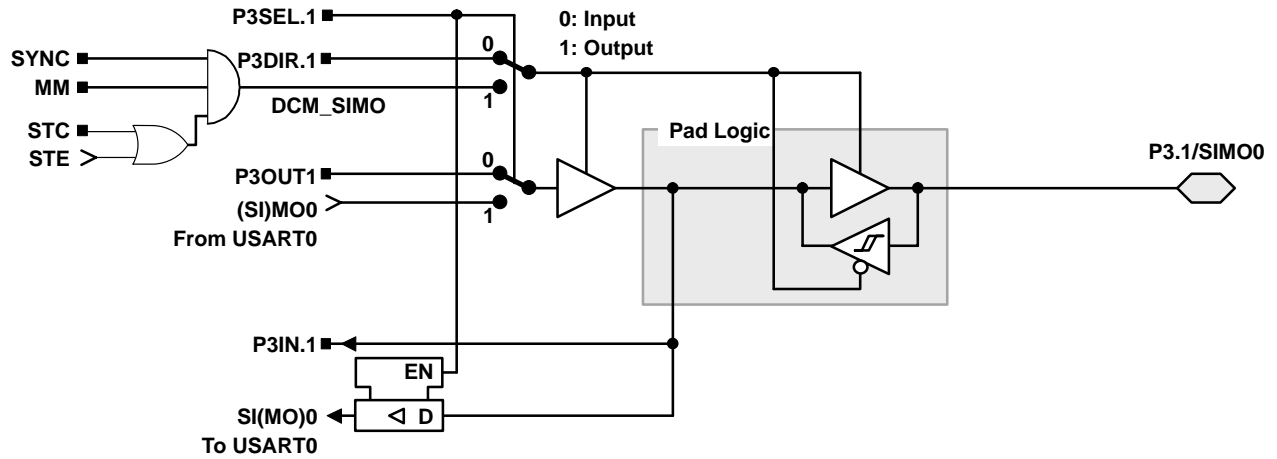 P3SEL.1
0: Input
1: Output
SYNC
P3DIR.1
0
MM
1
DCM_SIMO
STC
STE
Pad Logic
P3.1/SIMO0
0
P3OUT1
(SI)MO0
1
From USART0
P3IN.1
EN
SI(MO)0
D
To USART0